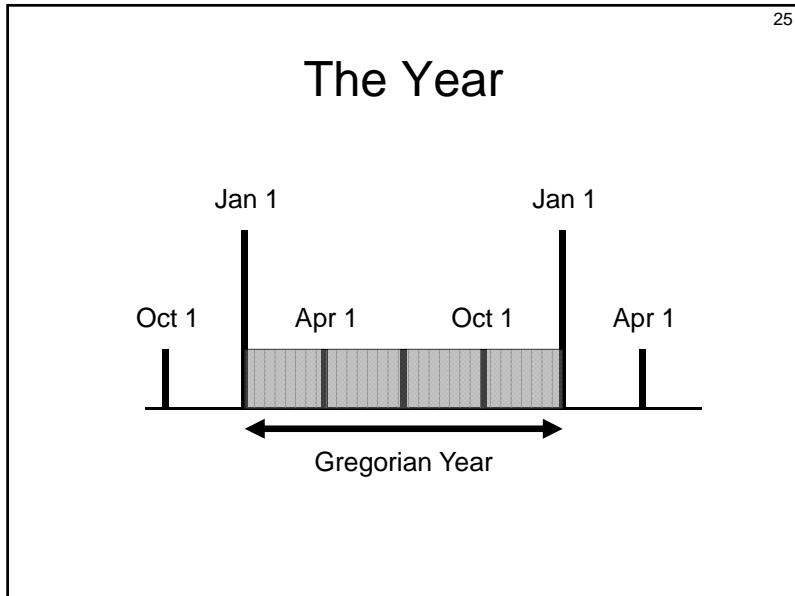 25
The Year
Jan 1 Jan 1
Oct 1 Apr 1 Oct 1 Apr 1
Gregorian Year